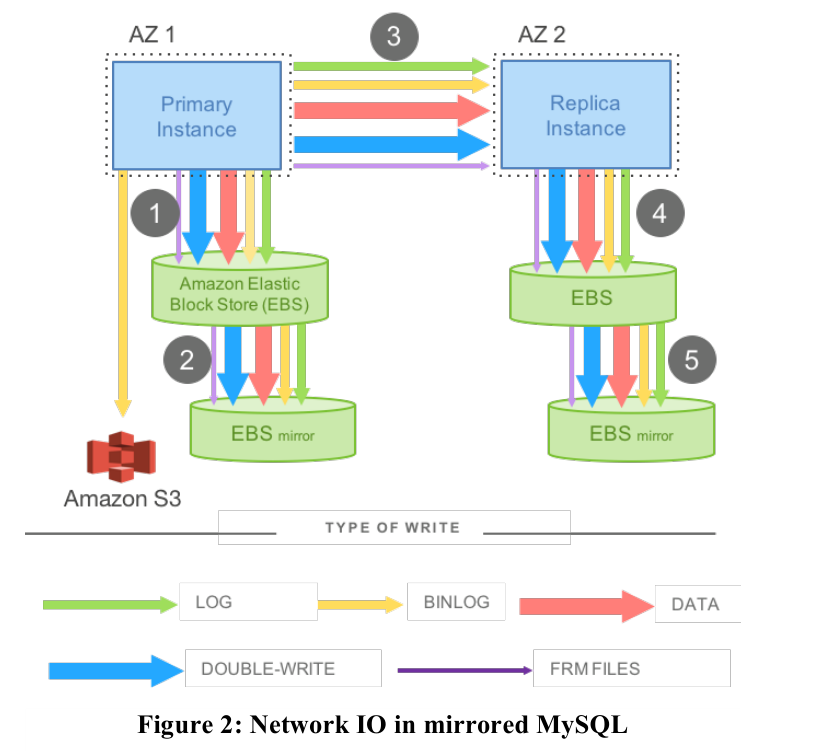 AZ 1
3
AZ 2
Primary
Instance
Replica
Instance
1
4
Amazon Elastic
Block Store (EBS)
EBS
2
5
EBS mirror
EBS mirror
Amazon S3
TYPE OF WRITE
LOG
BINLOG
DATA
DOUBLE-WRITE
FRM FILES
Figure 2: Network IO in mirrored MySQL